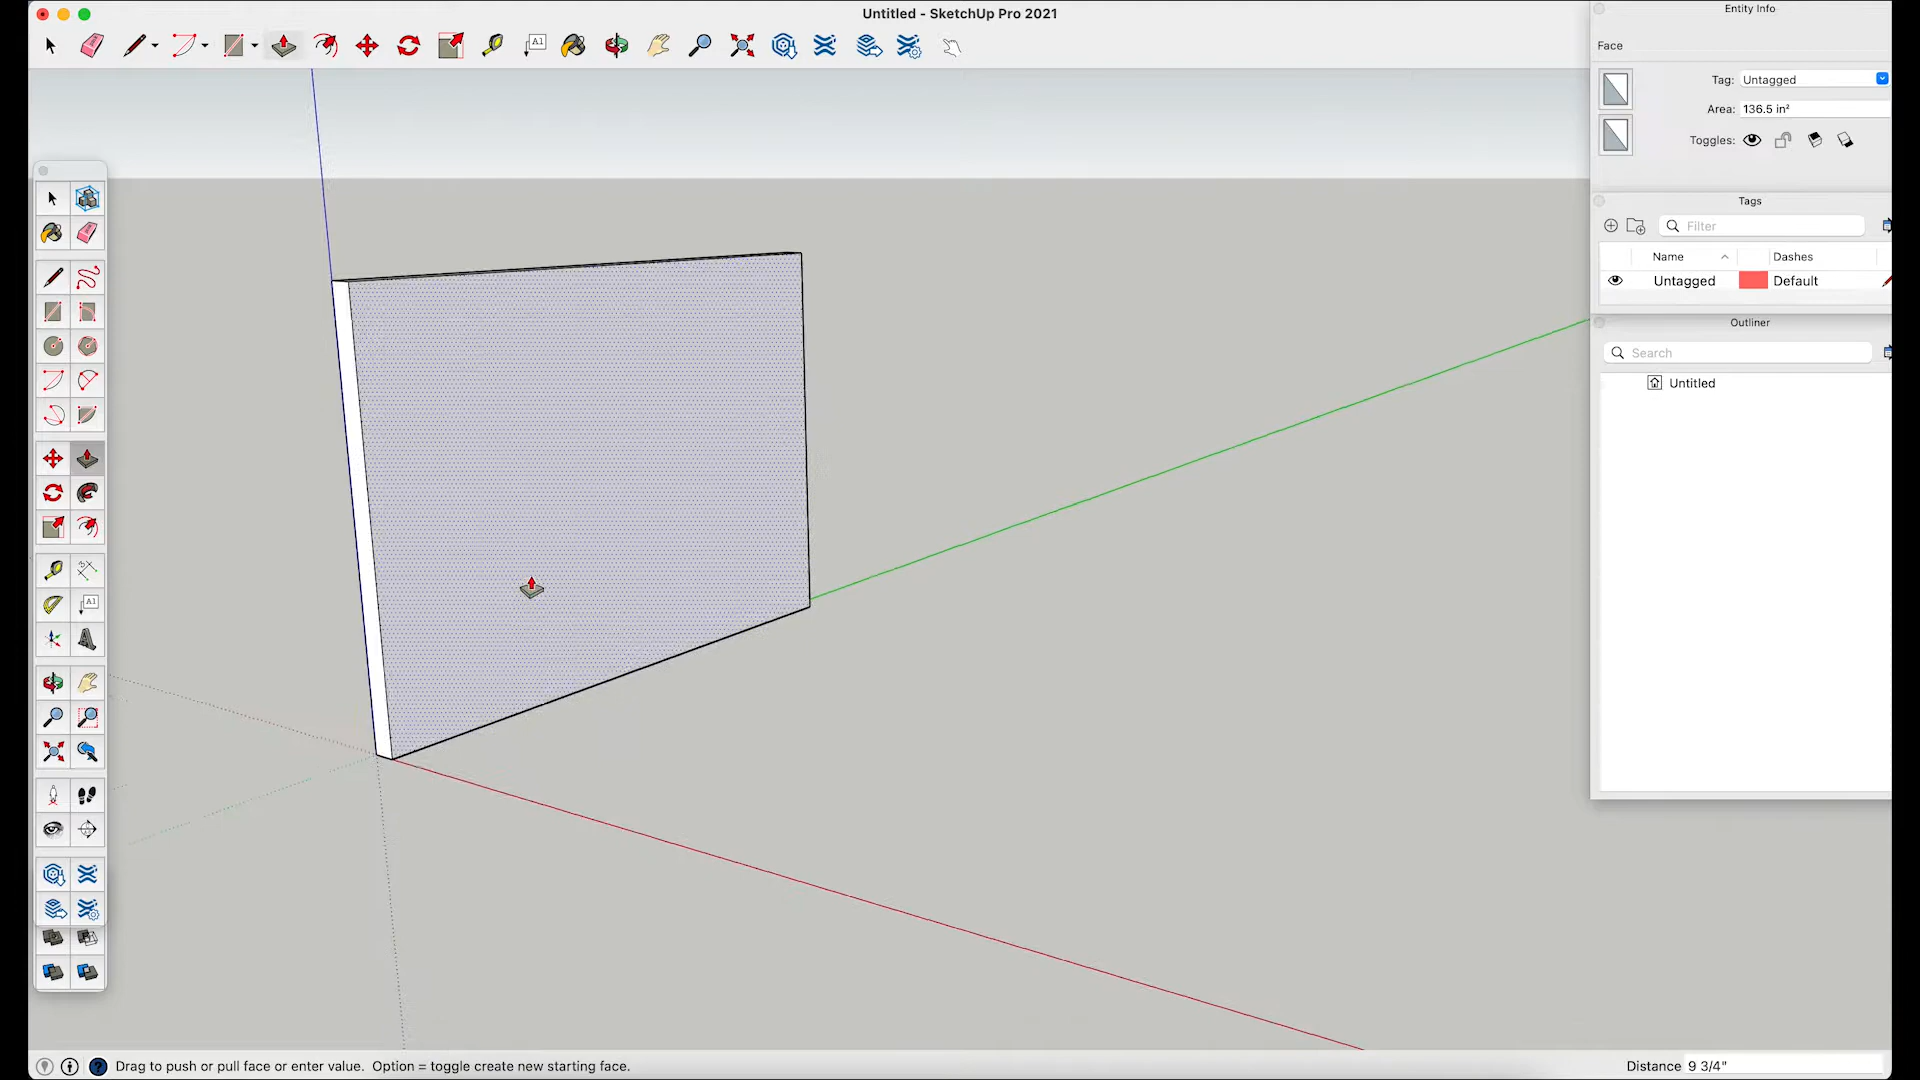 Untitled - SketchUp Pro 2021
A1
Entity Info
Face
Tag: Untagged
Area: 136.5 in²
Toggles:
Tags
Filter
Name
Dashes
Untagged
Default
Outliner
Search
Untitled
A1
Drag to push or pull face or enter value. Option = toggle create new starting face.
Distance 9 3/4"